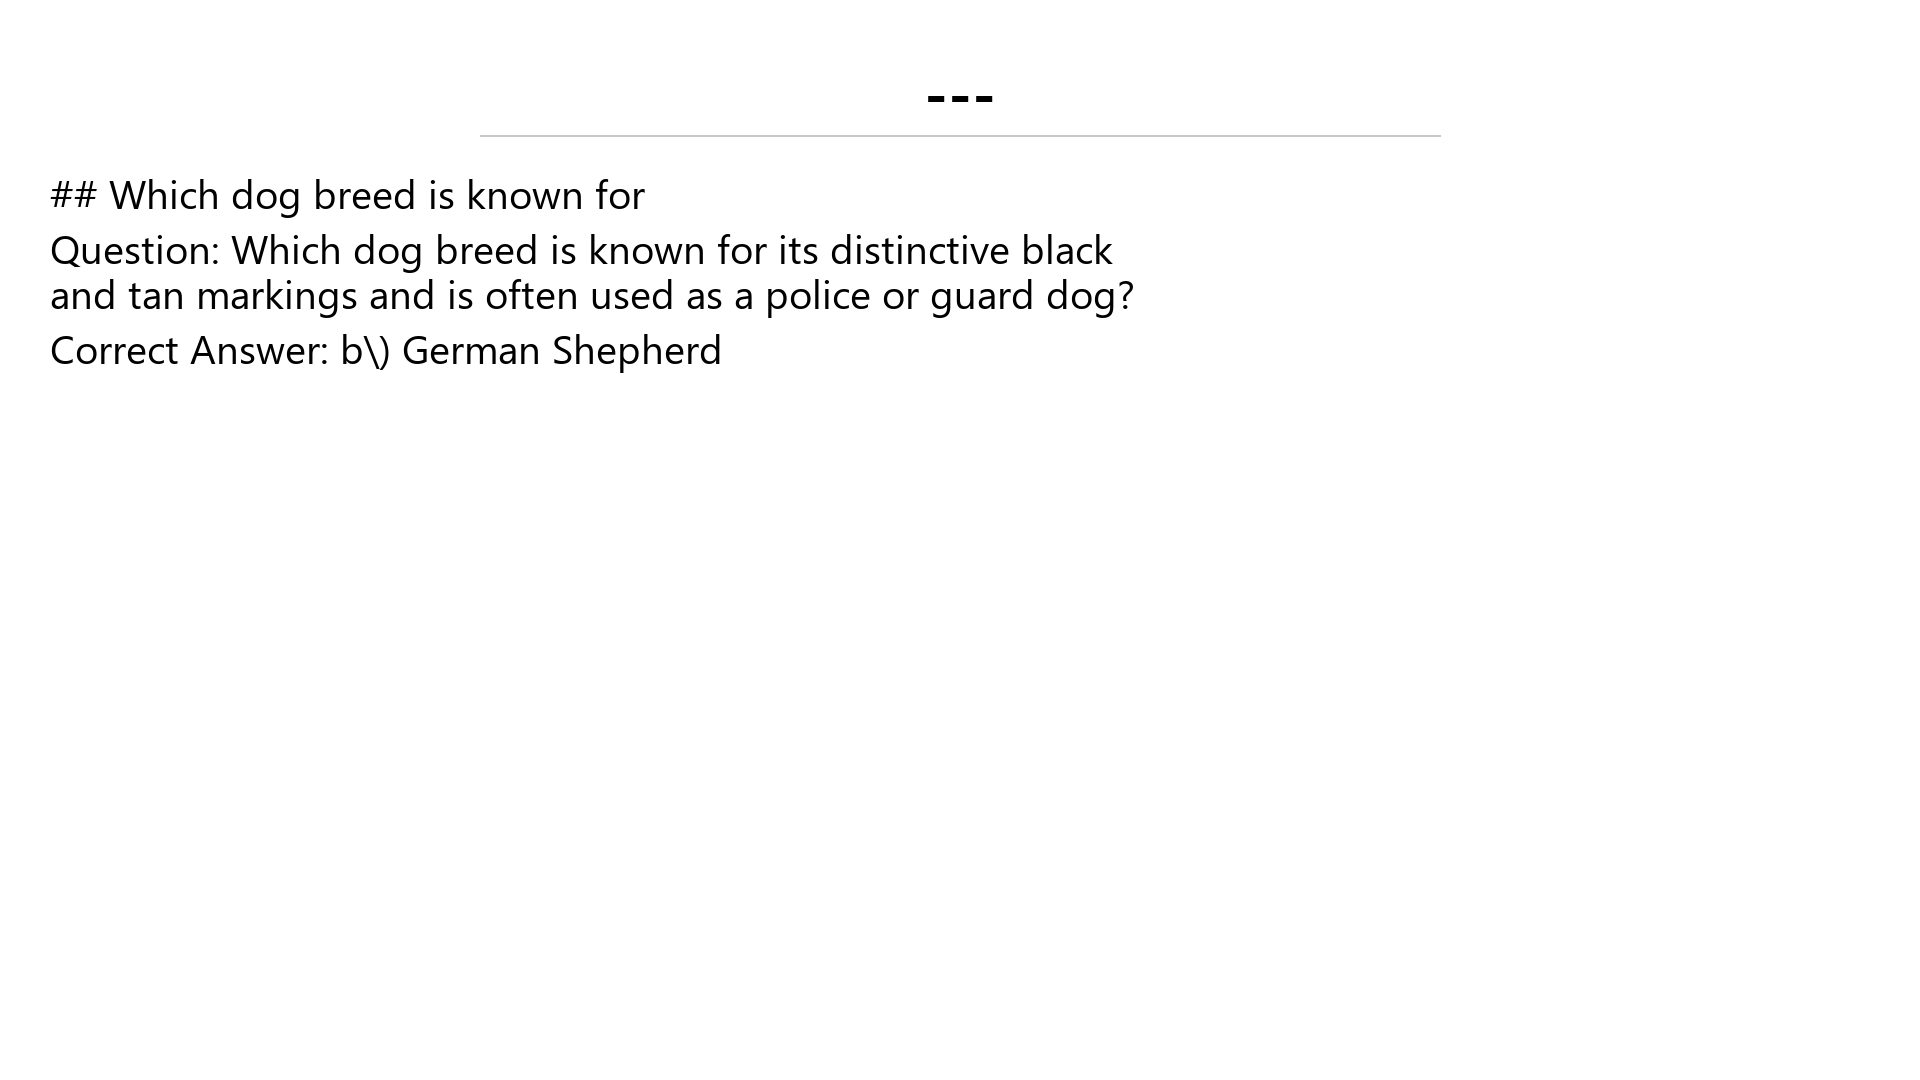 ---
## Which dog breed is known for
Question: Which dog breed is known for its distinctive black
and tan markings and is often used as a police or guard dog?
Correct Answer: b\) German Shepherd